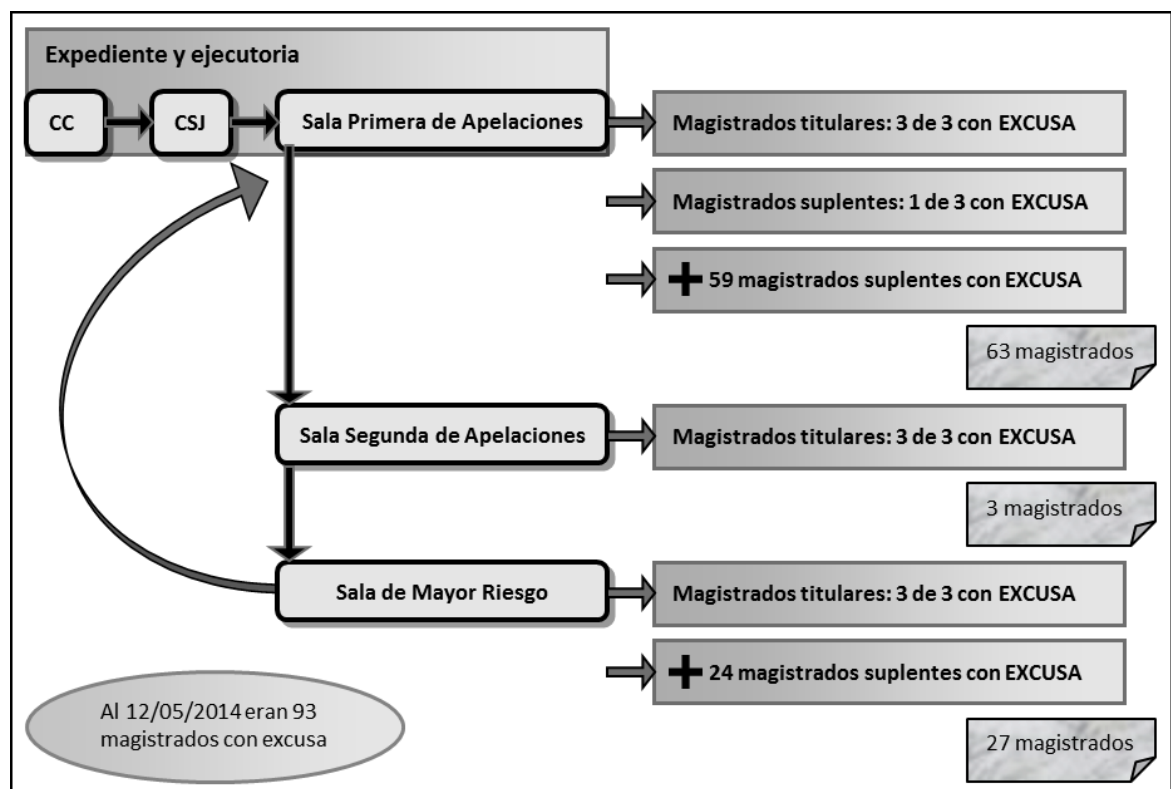 Expediente y ejecutoria
CC
CSJ
Sala Primera de Apelaciones
Magistrados titulares: 3 de 3 con EXCUSA
Magistrados suplentes: 1 de 3 con EXCUSA
+ 59 magistrados suplentes con EXCUSA
63 magistrados
Sala Segunda de Apelaciones
Magistrados titulares: 3 de 3 con EXCUSA
3 magistrados
Sala de Mayor Riesgo
Magistrados titulares: 3 de 3 con EXCUSA
+ 24 magistrados suplentes con EXCUSA
27 magistrados
Al 12/05/2014 eran 93
magistrados con excusa